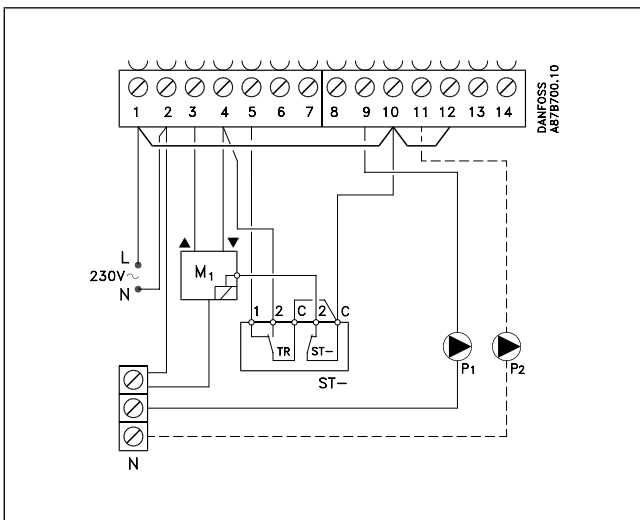 1 2 3 4 5 6 7 8 9 10 11 12 13 14
DANFOSS
A87B700.10
L
230V~
N
M1
1 2 C 2 C
TR ST-
ST-
P1 P2
N